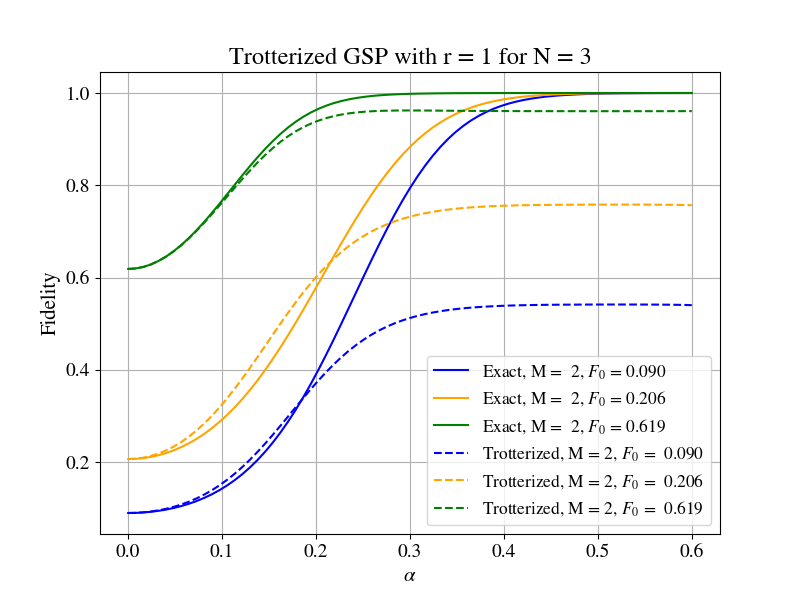 Trotterized GSP with r = 1 for N = 3
Fidelity
1.0
0.8
0.6
0.4
0.2
0.0 0.1 0.2 0.3 0.4 0.5 0.6
α
Exact, M = 2, F₀ = 0.090
Exact, M = 2, F₀ = 0.206
Exact, M = 2, F₀ = 0.619
Trotterized, M = 2, F₀ = 0.090
Trotterized, M = 2, F₀ = 0.206
Trotterized, M = 2, F₀ = 0.619